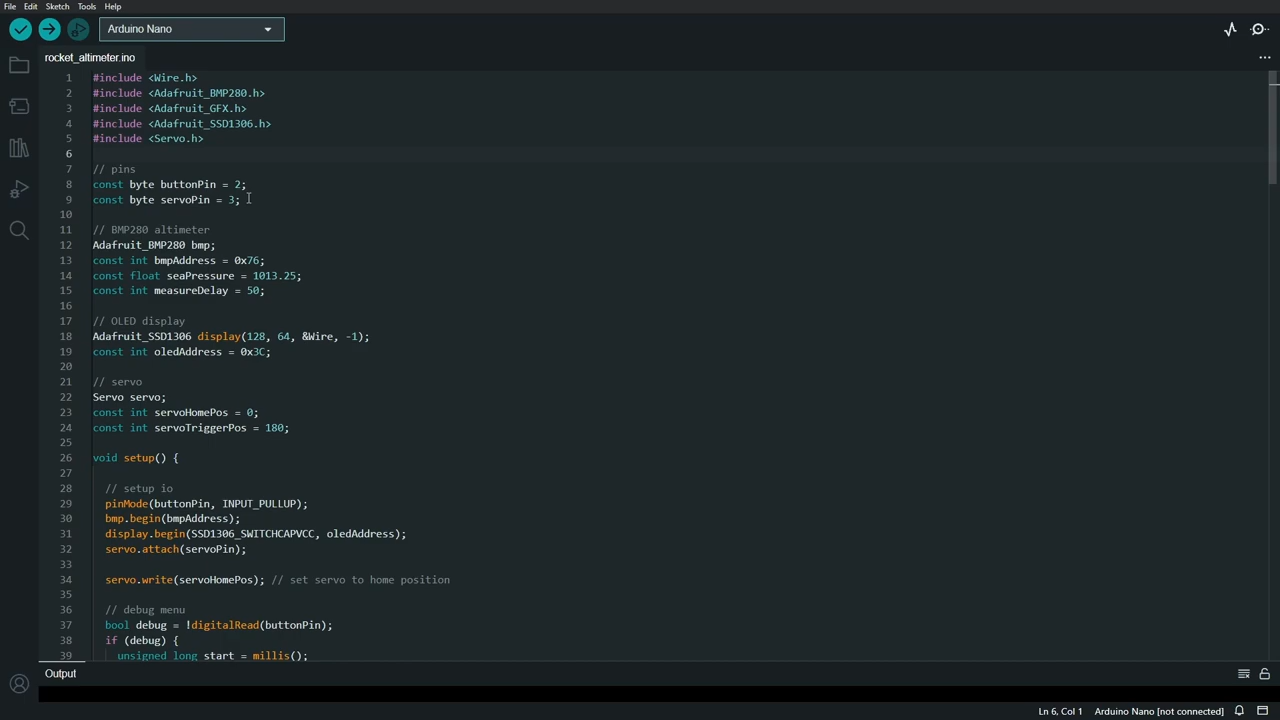 File Edit Sketch Tools Help
Arduino Nano
rocket_altimeter.ino
1 #include <Wire.h>
2 #include <Adafruit_BMP280.h>
3 #include <Adafruit_GFX.h>
4 #include <Adafruit_SSD1306.h>
5 #include <Servo.h>
6
7 // pins
8 const byte buttonPin = 2;
9 const byte servoPin = 3;
10
11 // BMP280 altimeter
12 Adafruit_BMP280 bmp;
13 const int bmpAddress = 0x76;
14 const float seaPressure = 1013.25;
15 const int measureDelay = 50;
16
17 // OLED display
18 Adafruit_SSD1306 display(128, 64, &Wire, -1);
19 const int oledAddress = 0x3C;
20
21 // servo
22 Servo servo;
23 const int servoHomePos = 0;
24 const int servoTriggerPos = 180;
25
26 void setup() {
27
28 // setup io
29 pinMode(buttonPin, INPUT_PULLUP);
30 bmp.begin(bmpAddress);
31 display.begin(SSD1306_SWITCHCAPVCC, oledAddress);
32 servo.attach(servoPin);
33
34 servo.write(servoHomePos); // set servo to home position
35
36 // debug menu
37 bool debug = !digitalRead(buttonPin);
38 if (debug) {
39 unsigned long start = millis();
Output
Ln 6, Col 1 Arduino Nano [not connected]